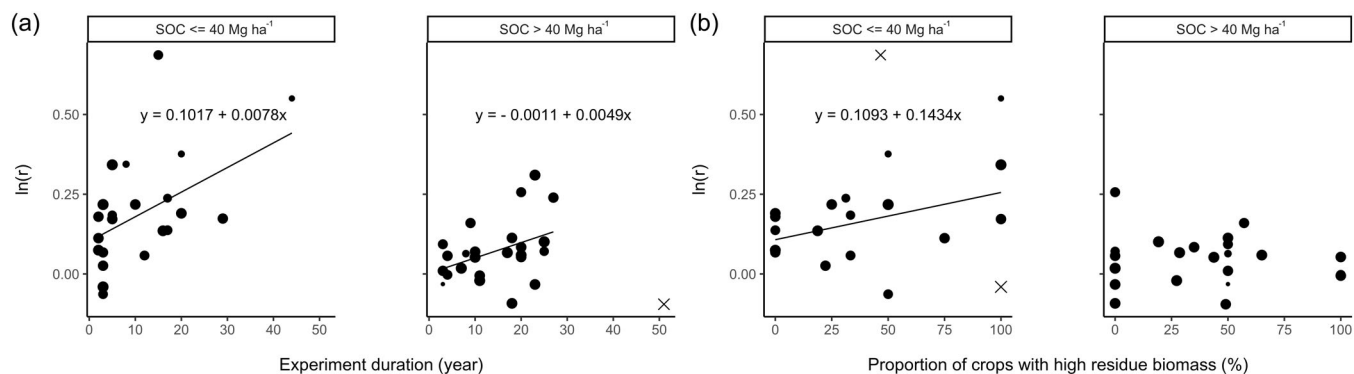 (a)
SOC <= 40 Mg ha⁻¹
SOC > 40 Mg ha⁻¹
(b)
SOC <= 40 Mg ha⁻¹
SOC > 40 Mg ha⁻¹
y = 0.1017 + 0.0078x
y = - 0.0011 + 0.0049x
y = 0.1093 + 0.1434x
ln(r)
0.50
0.25
0.00
ln(r)
0.50
0.25
0.00
0 10 20 30 40 50
0 10 20 30 40 50
0 25 50 75 100
0 25 50 75 100
Experiment duration (year)
Proportion of crops with high residue biomass (%)